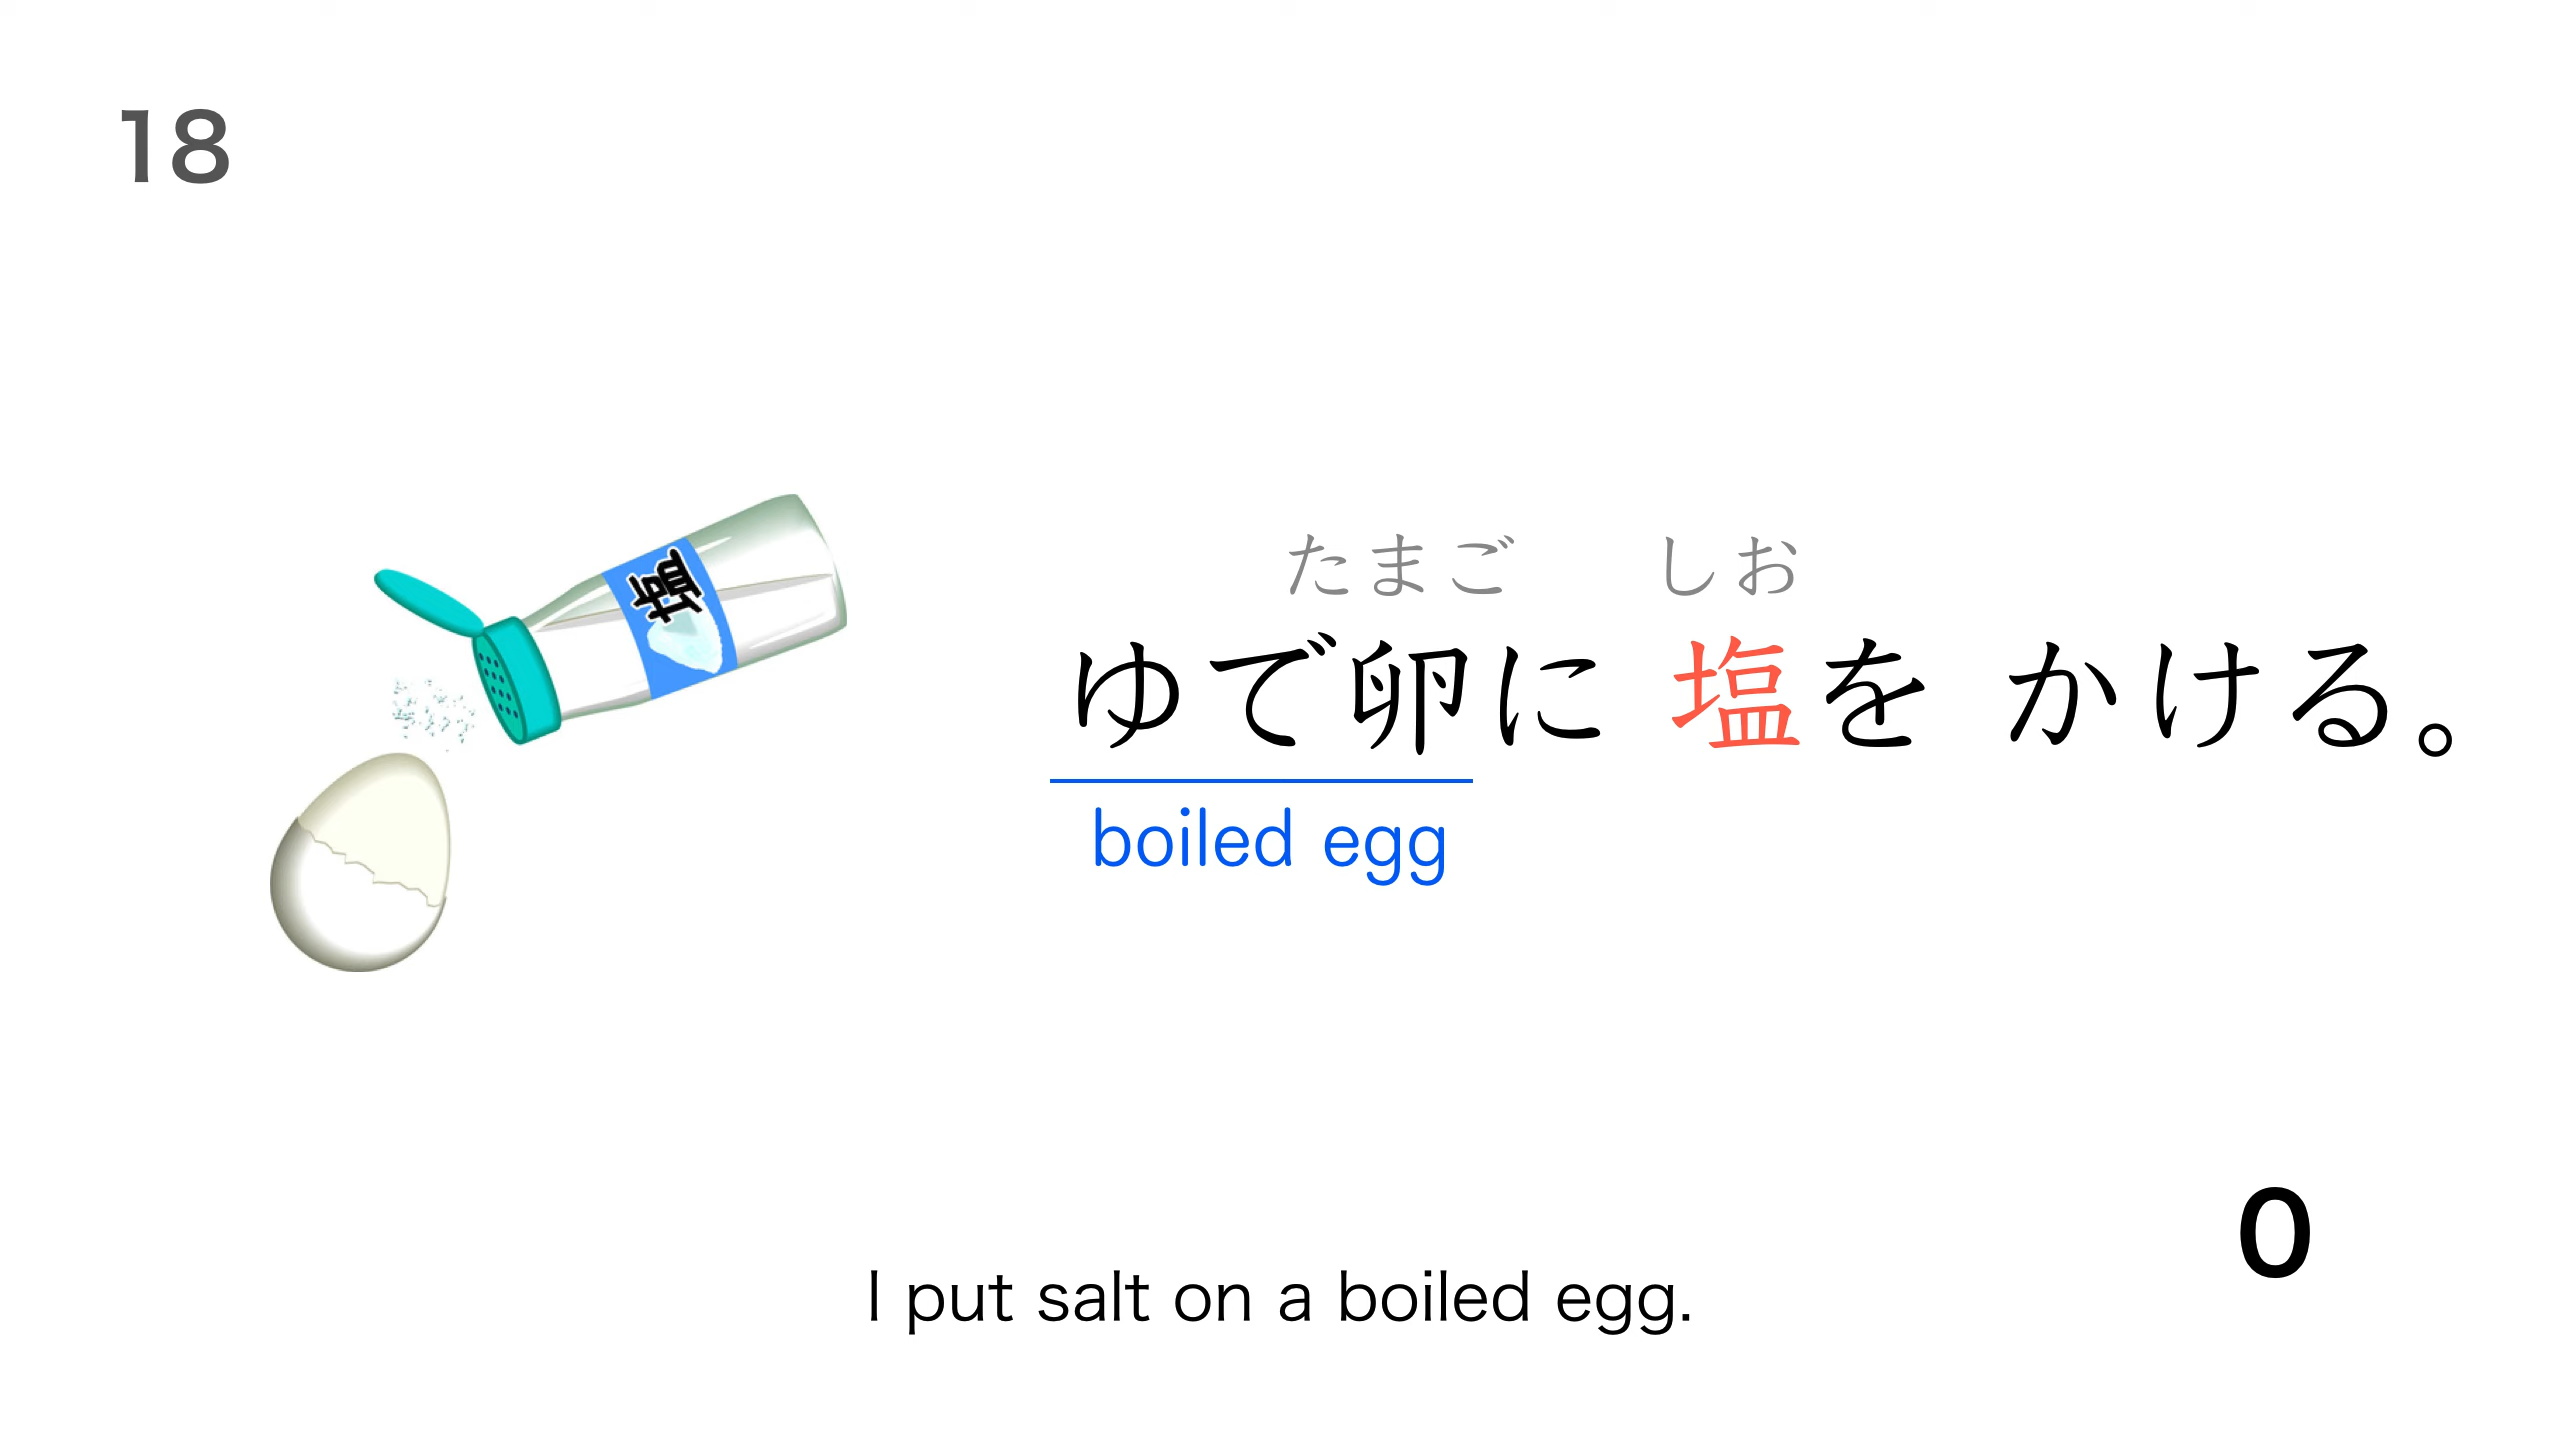 18
塩
たまご しお
ゆで卵に 塩を かける。
boiled egg
0
I put salt on a boiled egg.